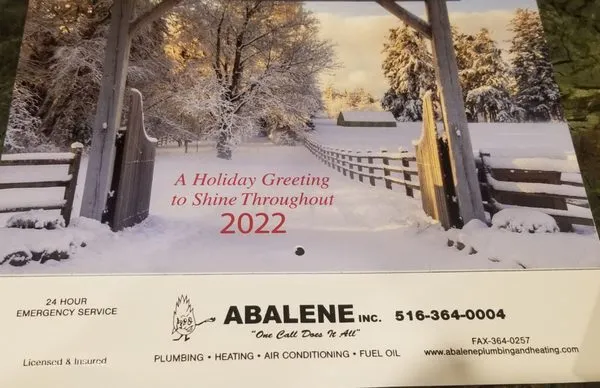 A Holiday Greeting
to Shine Throughout
2022
24 HOUR
EMERGENCY SERVICE
ABALENE INC. 516-364-0004
"One Call Does It All"
PLUMBING • HEATING • AIR CONDITIONING • FUEL OIL
FAX-364-0257
www.abaleneplumbingandheating.com
Licensed & Insured